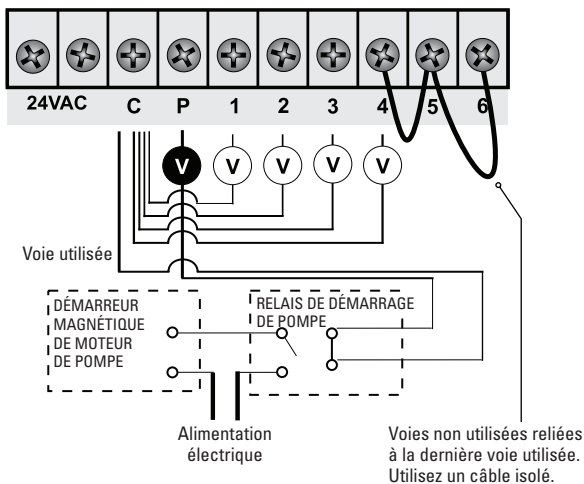 24VAC C P 1 2 3 4 5 6
V V V V V
Voie utilisée
DÉMARREUR
MAGNÉTIQUE
DE MOTEUR
DE POMPE
RELAIS DE DÉMARRAGE
DE POMPE
Alimentation
électrique
Voies non utilisées reliées
à la dernière voie utilisée.
Utilisez un câble isolé.